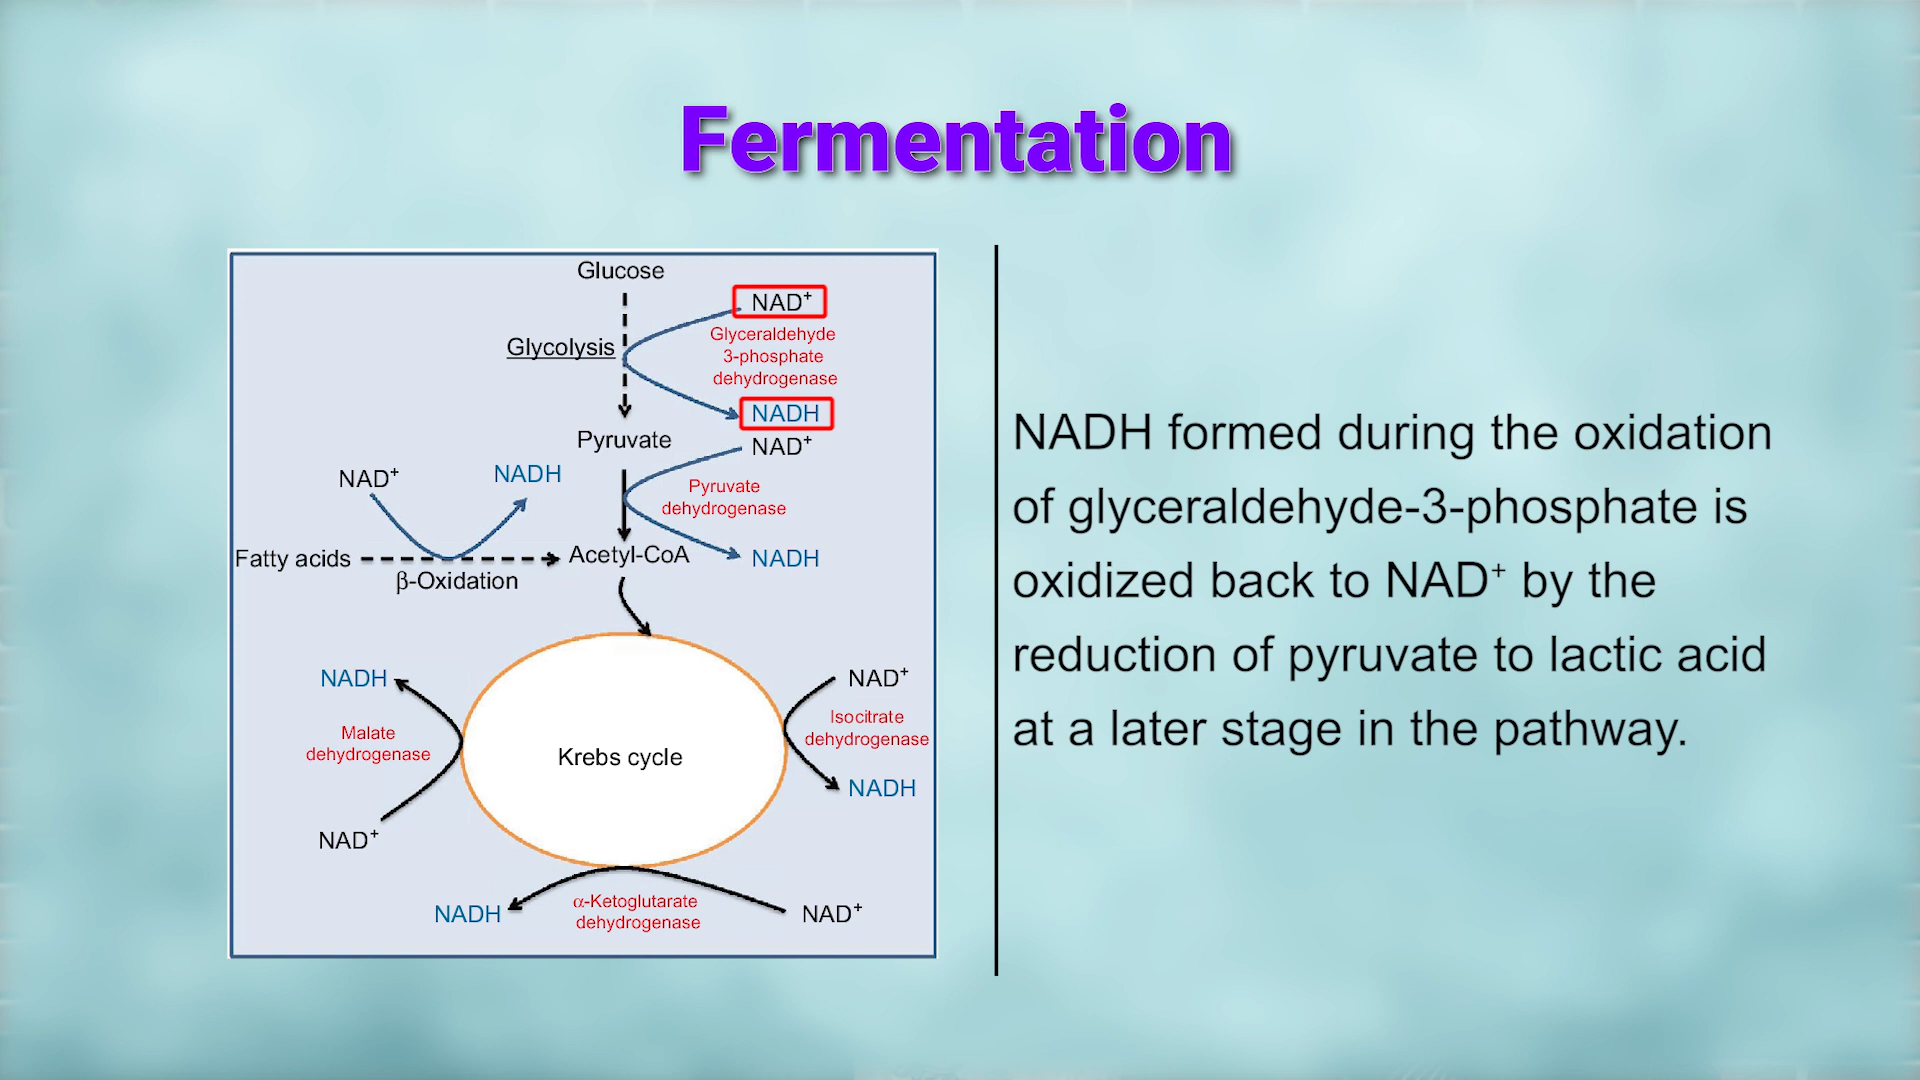 Fermentation
Glucose
NAD⁺
Glyceraldehyde
3-phosphate
dehydrogenase
Glycolysis
NADH
Pyruvate
NAD⁺
NAD⁺
NADH
Pyruvate
dehydrogenase
Fatty acids
β-Oxidation
Acetyl-CoA
NADH
NADH
NAD⁺
Malate
dehydrogenase
Isocitrate
dehydrogenase
Krebs cycle
NADH
NAD⁺
NADH
α-Ketoglutarate
dehydrogenase
NAD⁺
NADH formed during the oxidation
of glyceraldehyde-3-phosphate is
oxidized back to NAD⁺ by the
reduction of pyruvate to lactic acid
at a later stage in the pathway.